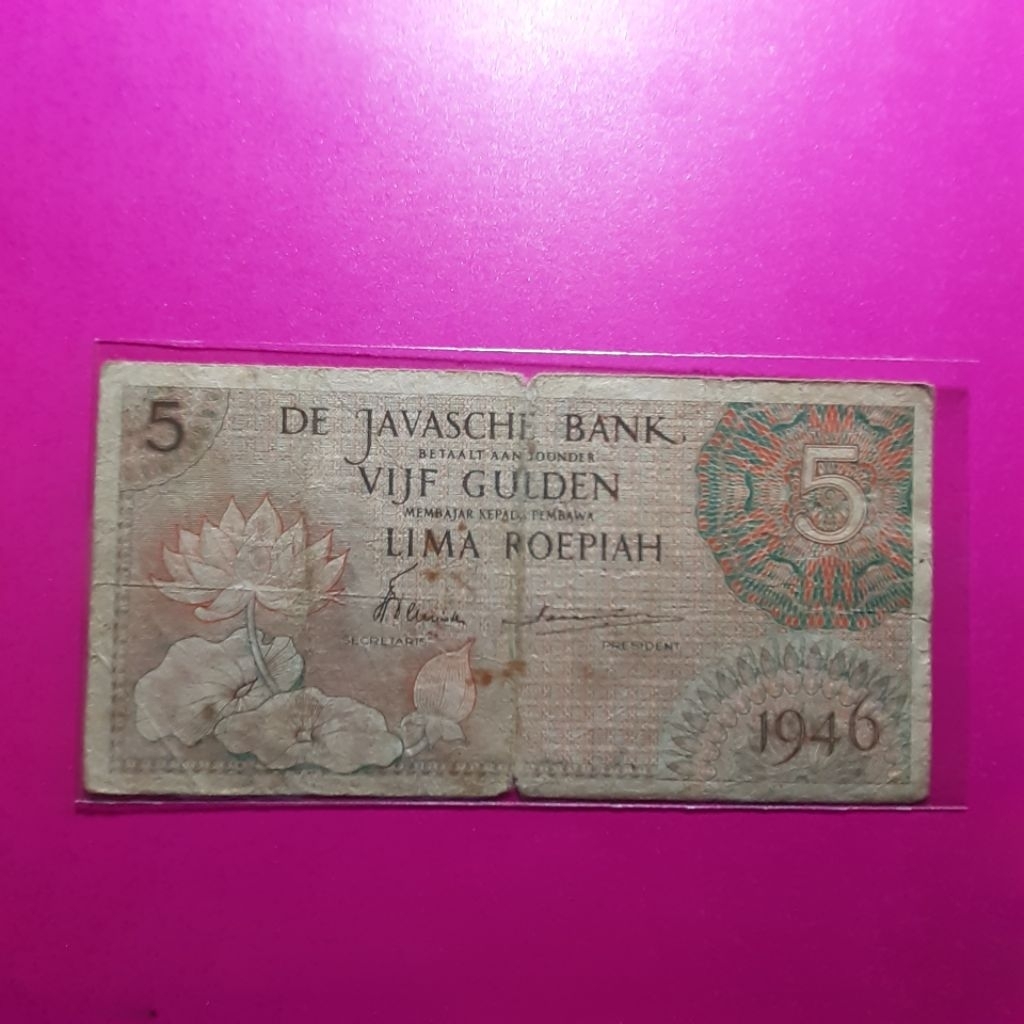 5
DE JAVASCHE BANK
5
BETAALT AAN TOONDER
VIJF GULDEN
MEMBAJAR KEPADA PEMBAWA
LIMA ROEPIAH
SECRETARIS
PRESIDENT
1946